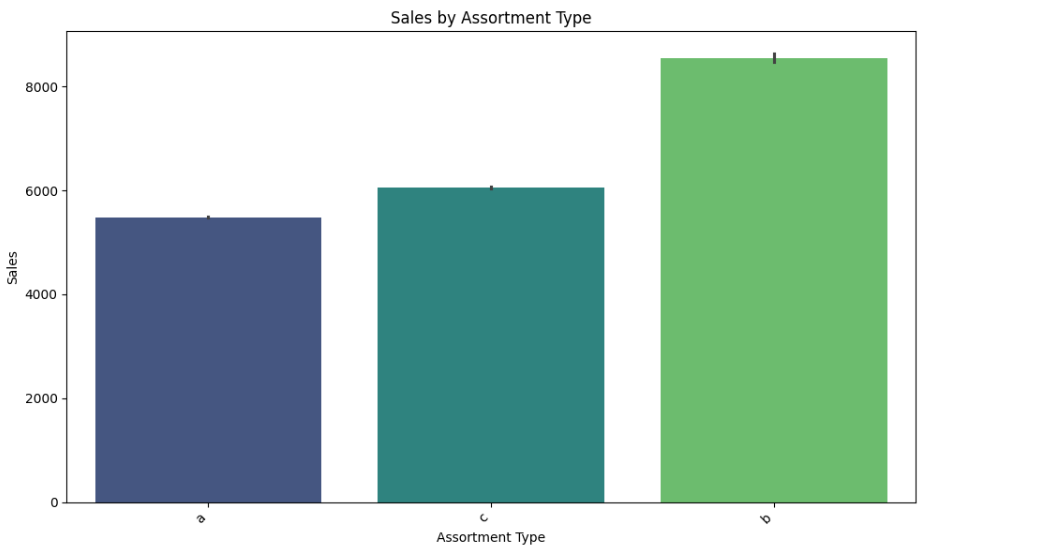 Sales by Assortment Type
Sales
8000
6000
4000
2000
0
a
c
b
Assortment Type